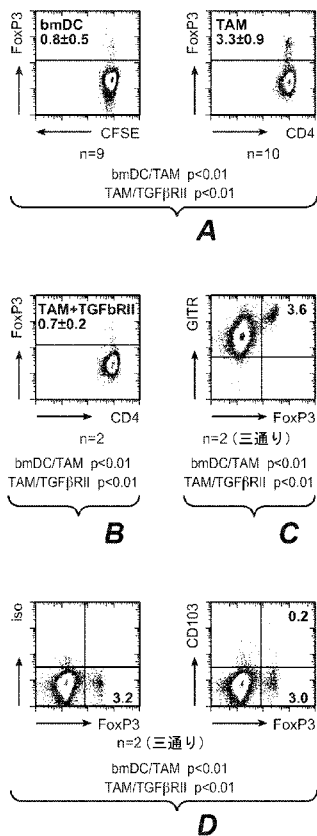 FoxP3
bmDC
0.8±0.5
CFSE
n=9
FoxP3
TAM
3.3±0.9
CD4
n=10
bmDC/TAM p<0.01
TAM/TGFβRII p<0.01
A
FoxP3
TAM+TGFbRII
0.7±0.2
CD4
n=2
bmDC/TAM p<0.01
TAM/TGFβRII p<0.01
B
GITR
3.6
FoxP3
n=2 (三通り)
bmDC/TAM p<0.01
TAM/TGFβRII p<0.01
C
iso
3.2
FoxP3
CD103
0.2
3.0
FoxP3
n=2 (三通り)
bmDC/TAM p<0.01
TAM/TGFβRII p<0.01
D